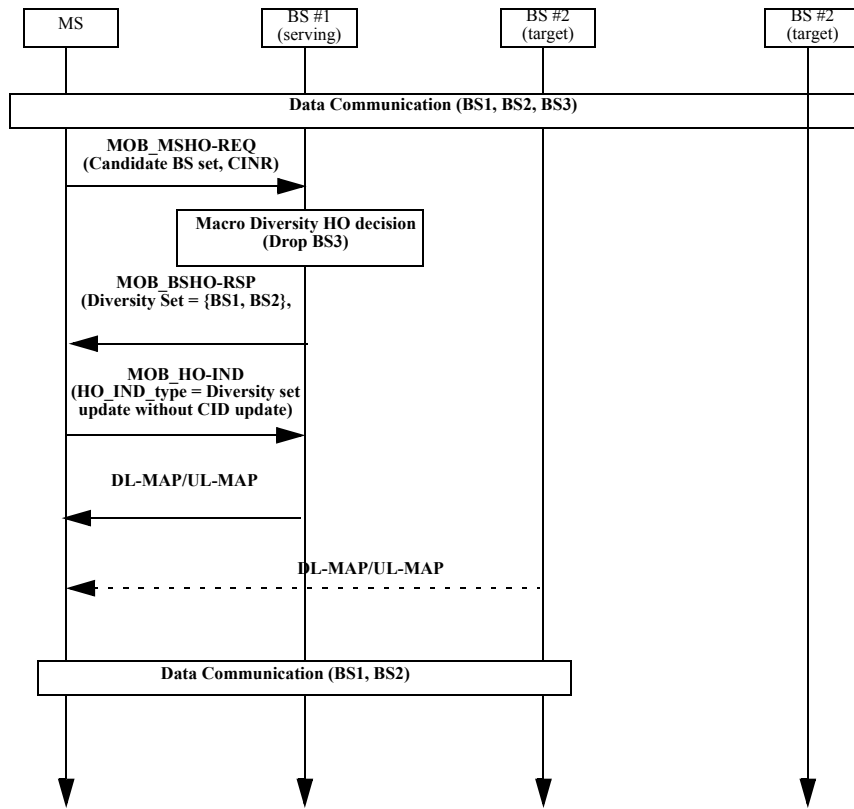 MS
BS #1
(serving)
BS #2
(target)
BS #2
(target)
Data Communication (BS1, BS2, BS3)
MOB_MSHO-REQ
(Candidate BS set, CINR)
Macro Diversity HO decision
(Drop BS3)
MOB_BSHO-RSP
(Diversity Set = {BS1, BS2},
MOB_HO-IND
(HO_IND_type = Diversity set
update without CID update)
DL-MAP/UL-MAP
DL-MAP/UL-MAP
Data Communication (BS1, BS2)